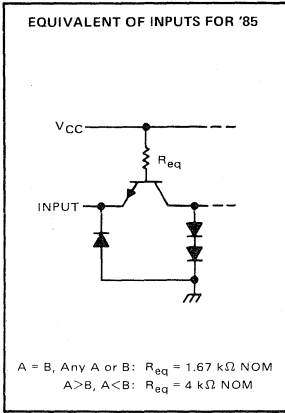 EQUIVALENT OF INPUTS FOR '85
VCC
Req
INPUT
A = B, Any A or B: Req = 1.67 kΩ NOM
A>B, A<B: Req = 4 kΩ NOM